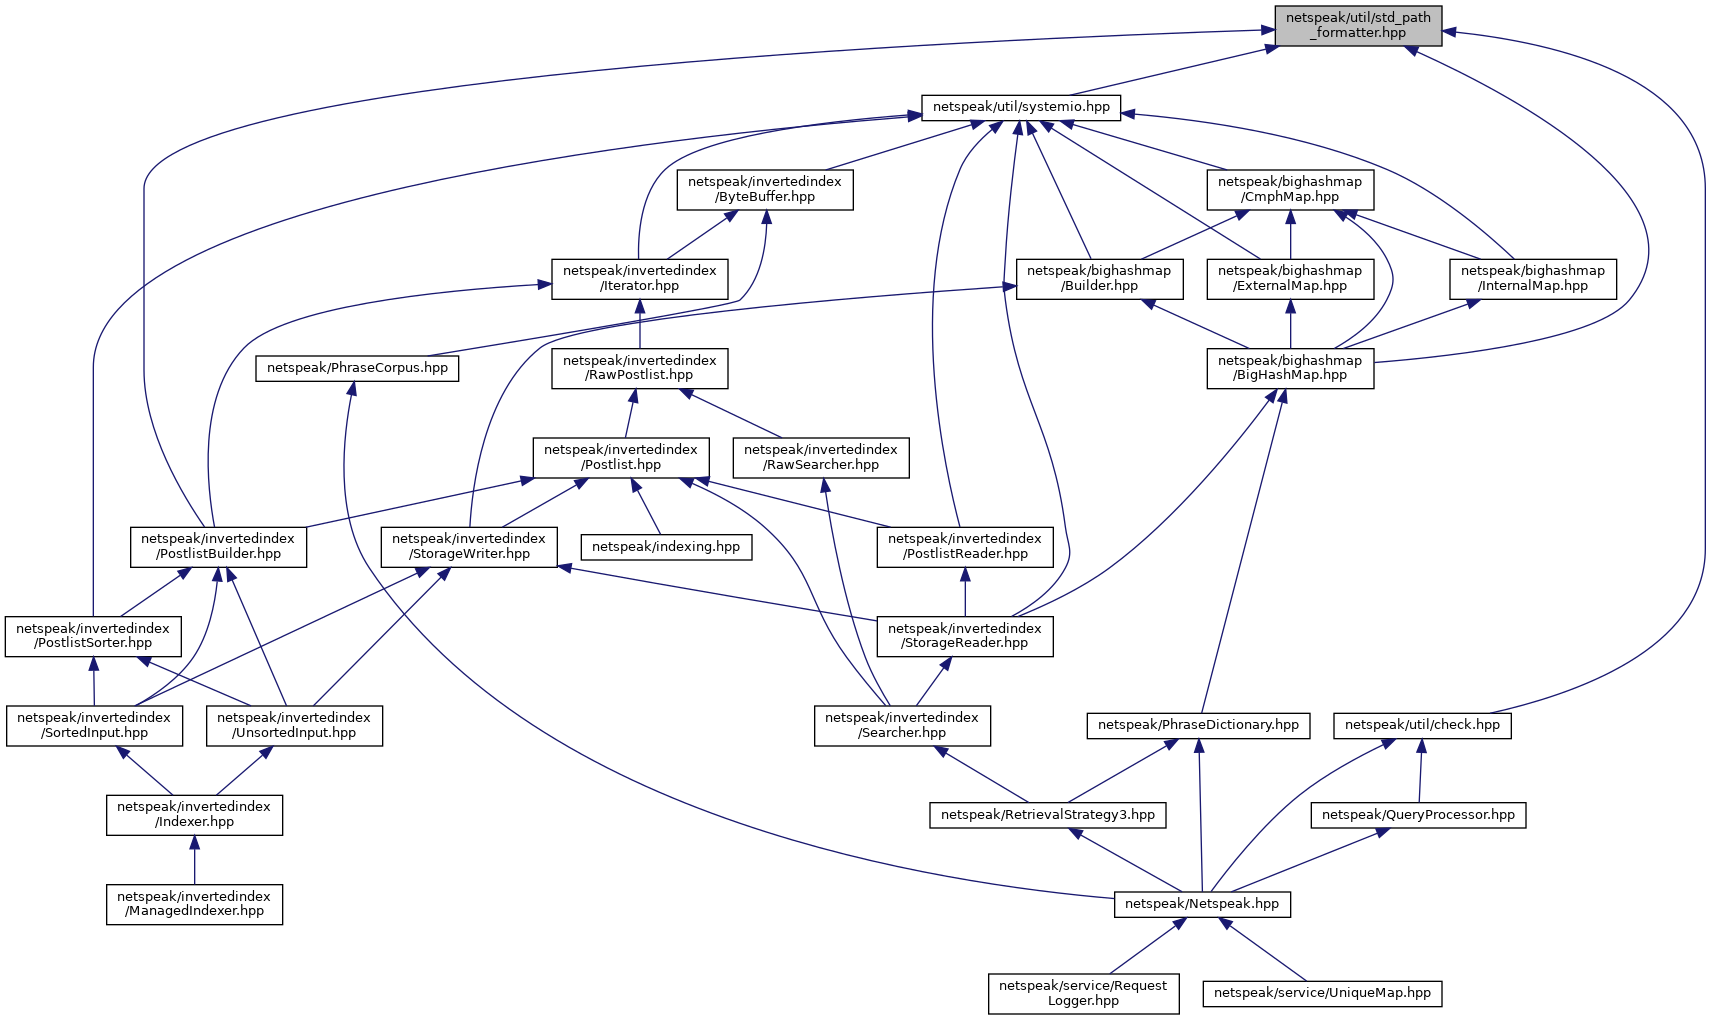 netspeak/util/std_path
_formatter.hpp
netspeak/util/systemio.hpp
netspeak/invertedindex
/ByteBuffer.hpp
netspeak/bighashmap
/CmphMap.hpp
netspeak/invertedindex
/Iterator.hpp
netspeak/bighashmap
/Builder.hpp
netspeak/bighashmap
/ExternalMap.hpp
netspeak/bighashmap
/InternalMap.hpp
netspeak/PhraseCorpus.hpp
netspeak/invertedindex
/RawPostlist.hpp
netspeak/bighashmap
/BigHashMap.hpp
netspeak/invertedindex
/Postlist.hpp
netspeak/invertedindex
/RawSearcher.hpp
netspeak/invertedindex
/PostlistBuilder.hpp
netspeak/invertedindex
/StorageWriter.hpp
netspeak/indexing.hpp
netspeak/invertedindex
/PostlistReader.hpp
netspeak/invertedindex
/PostlistSorter.hpp
netspeak/invertedindex
/StorageReader.hpp
netspeak/invertedindex
/SortedInput.hpp
netspeak/invertedindex
/UnsortedInput.hpp
netspeak/invertedindex
/Searcher.hpp
netspeak/PhraseDictionary.hpp
netspeak/util/check.hpp
netspeak/invertedindex
/Indexer.hpp
netspeak/RetrievalStrategy3.hpp
netspeak/QueryProcessor.hpp
netspeak/invertedindex
/ManagedIndexer.hpp
netspeak/Netspeak.hpp
netspeak/service/Request
Logger.hpp
netspeak/service/UniqueMap.hpp